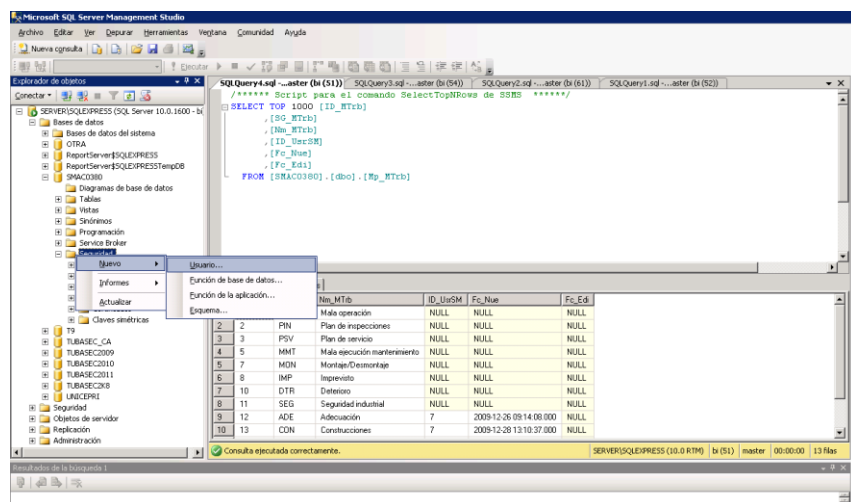 Microsoft SQL Server Management Studio
Archivo Editar Ver Depurar Herramientas Ventana Comunidad Ayuda
Nueva consulta
Ejecutar
Explorador de objetos
Conectar
SERVER\SQLEXPRESS (SQL Server 10.0.1600 - bi
Bases de datos
Bases de datos del sistema
OTRA
ReportServer$SQLEXPRESS
ReportServer$SQLEXPRESSTempDB
SMAC0380
Diagramas de base de datos
Tablas
Vistas
Sinónimos
Programación
Service Broker
Seguridad
Nuevo
Informes
Actualizar
Usuario...
Función de base de datos...
Función de la aplicación...
Esquema...
Claves simétricas
T9
TUBASEC_CA
TUBASEC2009
TUBASEC2010
TUBASEC2011
TUBASEC2K8
UNICEPRI
Seguridad
Objetos de servidor
Replicación
Administración
SQLQuery4.sql -...aster (bi (51)) SQLQuery3.sql -...aster (bi (54)) SQLQuery2.sql -...aster (bi (61)) SQLQuery1.sql -...aster (bi (52))
/****** Script para el comando SelectTopNRows de SSMS ******/
SELECT TOP 1000 [ID_MTrb]
,[SG_MTrb]
,[Nm_MTrb]
,[ID_UsrSM]
,[Fc_Nue]
,[Fc_Edi]
FROM [SMAC0380].[dbo].[Mp_MTrb]
Nm_MTrb ID_UsrSM Fc_Nue Fc_Edi
Mala operación NULL NULL NULL
2 2 PIN Plan de inspecciones NULL NULL NULL
3 3 PSV Plan de servicio NULL NULL NULL
4 5 MMT Mala ejecución mantenimiento NULL NULL NULL
5 7 MON Montaje/Desmontaje NULL NULL NULL
6 8 IMP Imprevisto NULL NULL NULL
7 10 DTR Deterioro NULL NULL NULL
8 11 SEG Seguridad industrial NULL NULL NULL
9 12 ADE Adecuación 7 2009-12-26 09:14:08.000 NULL
10 13 CON Construcciones 7 2009-12-28 13:10:37.000 NULL
Consulta ejecutada correctamente. SERVER\SQLEXPRESS (10.0 RTM) bi (51) master 00:00:00 13 filas
Resultados de la búsqueda 1